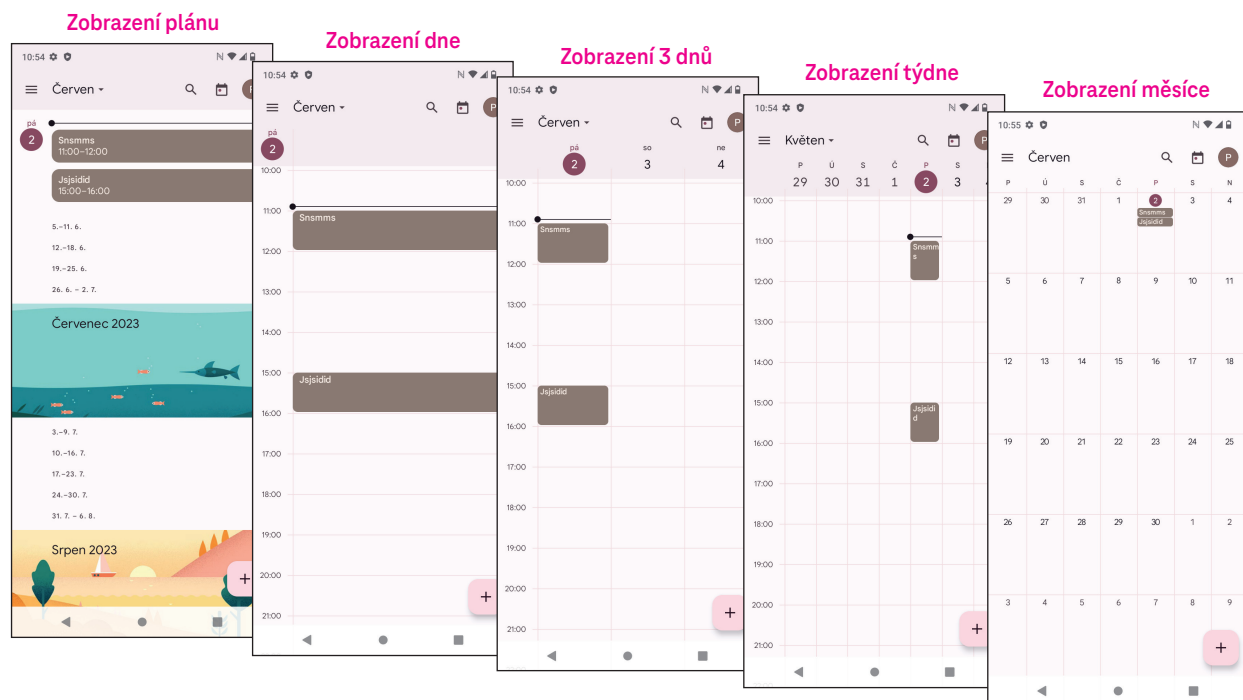 Zobrazení plánu
10:54
Červen
P
pá
2
Snsmms
11:00–12:00
Jsjsidid
15:00–16:00
5.–11. 6.
12.–18. 6.
19.–25. 6.
26. 6. – 2. 7.
Červenec 2023
3.–9. 7.
10.–16. 7.
17.–23. 7.
24.–30. 7.
31. 7. – 6. 8.
Srpen 2023
+
Zobrazení dne
10:54
Červen
P
pá
2
10:00
11:00
Snsmms
12:00
13:00
14:00
15:00
Jsjsidid
16:00
17:00
18:00
19:00
20:00
21:00
+
Zobrazení 3 dnů
10:54
Červen
P
pá so ne
2 3 4
10:00
11:00
Snsmms
12:00
13:00
14:00
15:00
Jsjsidid
16:00
17:00
18:00
19:00
20:00
21:00
+
Zobrazení týdne
10:54
Květen
P Ú S Č P S
29 30 31 1 2 3
10:00
11:00
Snsmm
s
12:00
13:00
14:00
15:00
Jsjsidi
d
16:00
17:00
18:00
19:00
20:00
21:00
+
Zobrazení měsíce
10:55
Červen
P
P Ú S Č P S N
29 30 31 1 2 3 4
Snsmms
Jsjsidid
5 6 7 8 9 10 11
12 13 14 15 16 17 18
19 20 21 22 23 24 25
26 27 28 29 30 1 2
3 4 5 6 7 8 9
+